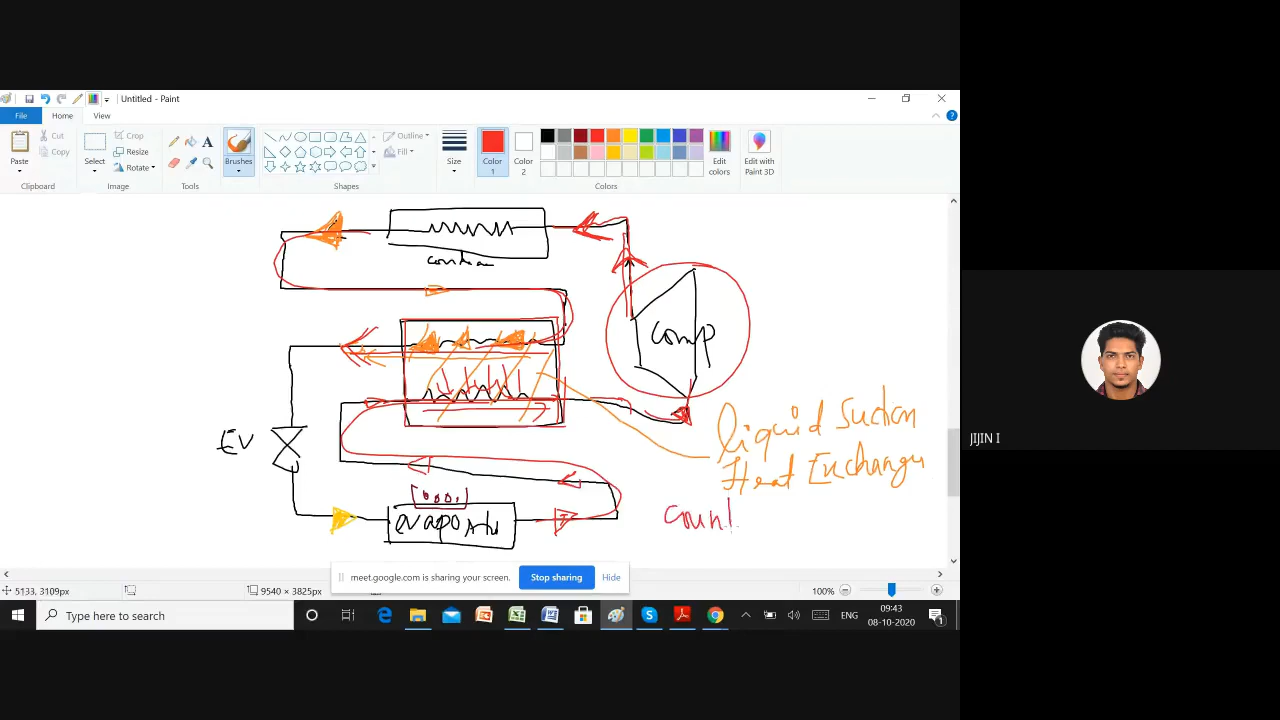 Untitled - Paint
File
Home
View
Paste
Cut
Copy
Clipboard
Select
Crop
Resize
Rotate
Image
A
Tools
Brushes
Outline
Fill
Shapes
Size
Color 1
Color 2
Edit colors
Edit with Paint 3D
Colors
comp
EV
liquid Suction
Heat Exchanger
coun
meet.google.com is sharing your screen.
Stop sharing
Hide
5133, 3109px
9540 × 3825px
100%
Type here to search
ENG
09:43
08-10-2020
1
JIJIN I